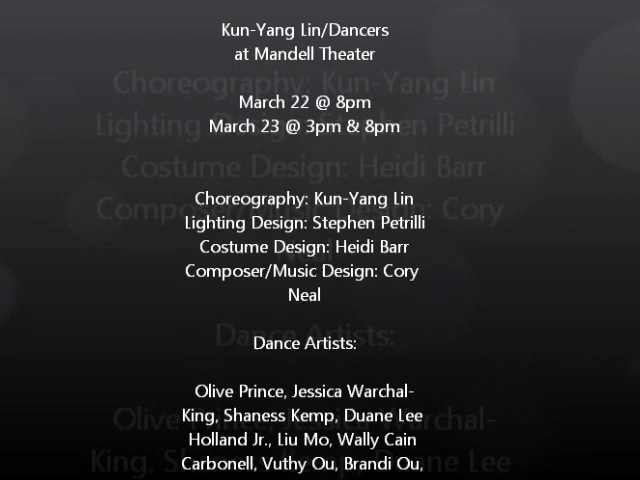 Kun-Yang Lin/Dancers
at Mandell Theater
March 22 @ 8pm
March 23 @ 3pm & 8pm
Choreography: Kun-Yang Lin
Lighting Design: Stephen Petrilli
Costume Design: Heidi Barr
Composer/Music Design: Cory
Neal
Dance Artists:
Olive Prince, Jessica Warchal-
King, Shaness Kemp, Duane Lee
Holland Jr., Liu Mo, Wally Cain
Carbonell, Vuthy Ou, Brandi Ou,